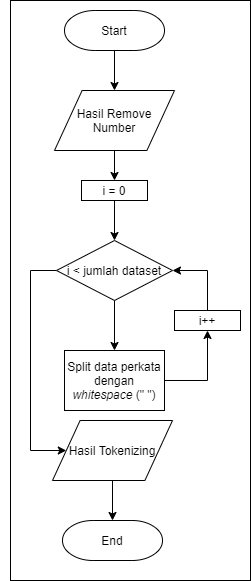 Start
Hasil Remove
Number
i = 0
i < jumlah dataset
i++
Split data perkata
dengan
whitespace (" ")
Hasil Tokenizing
End